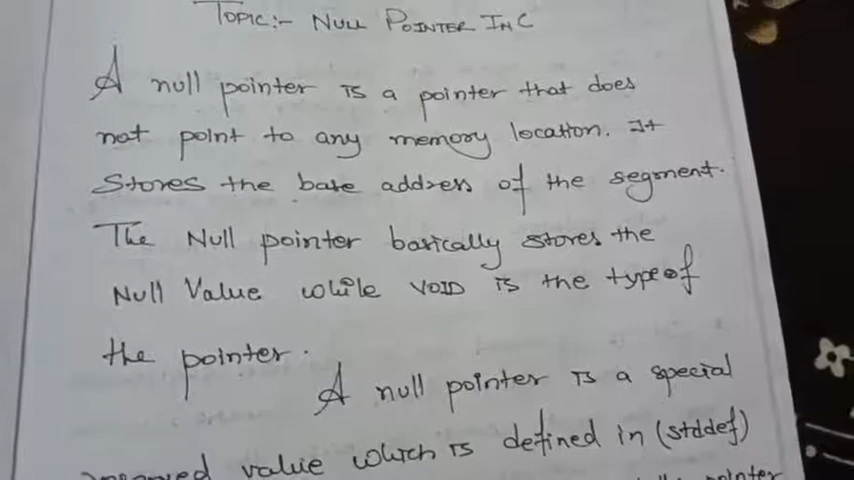 TOPIC:- NULL POINTER IN C
A null pointer is a pointer that does
not point to any memory location. It
Stores the base address of the segment.
The Null pointer basically stores the
Null Value while VOID is the type of
the pointer.
A null pointer is a special
value which is defined in (stddef)
pointer